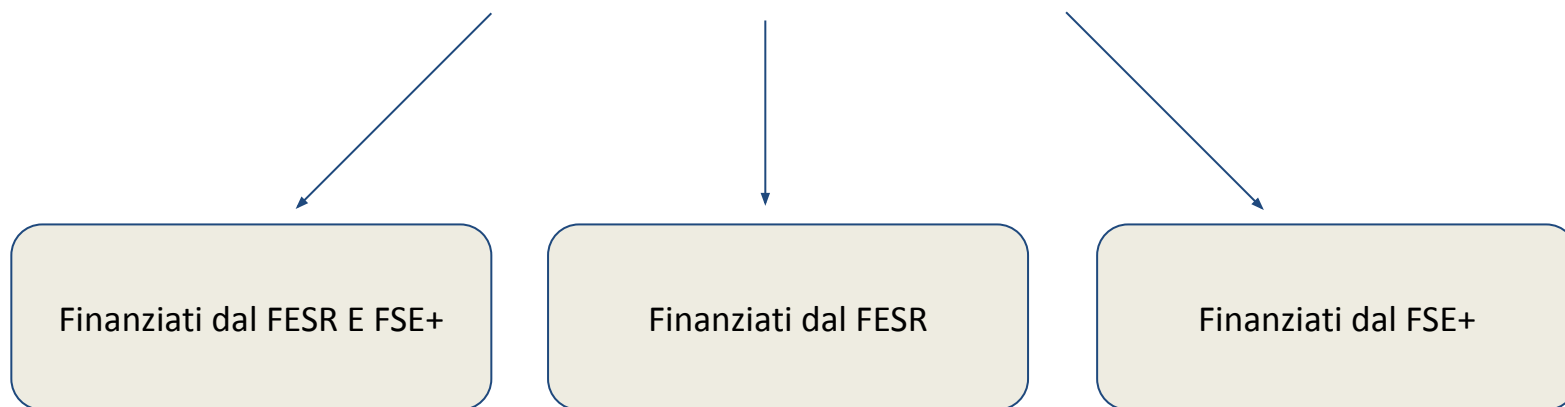 Finanziati dal FESR E FSE+
Finanziati dal FESR
Finanziati dal FSE+